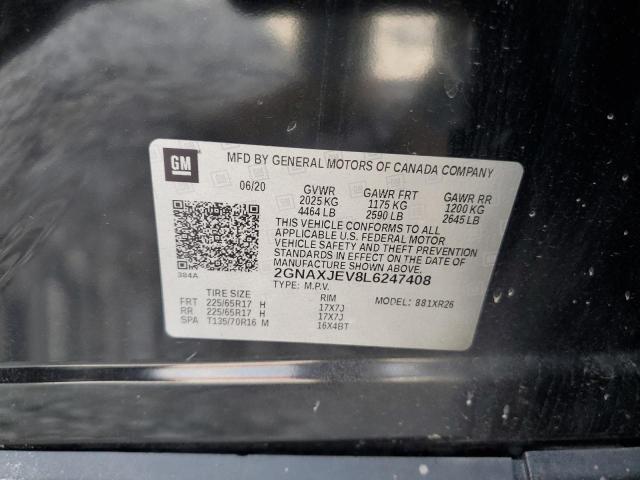 GM
MFD BY GENERAL MOTORS OF CANADA COMPANY
06/20 GVWR GAWR FRT GAWR RR
2025 KG 1175 KG 1200 KG
4464 LB 2590 LB 2645 LB
THIS VEHICLE CONFORMS TO ALL
APPLICABLE U.S. FEDERAL MOTOR
VEHICLE SAFETY AND THEFT PREVENTION
STANDARDS IN EFFECT ON THE DATE OF
MANUFACTURE SHOWN ABOVE.
384A
2GNAXJEV8L6247408
TYPE: M.P.V. MODEL: 881XR26
TIRE SIZE RIM
FRT 225/65R17 H 17X7J
RR 225/65R17 H 17X7J
SPA T135/70R16 M 16X4BT